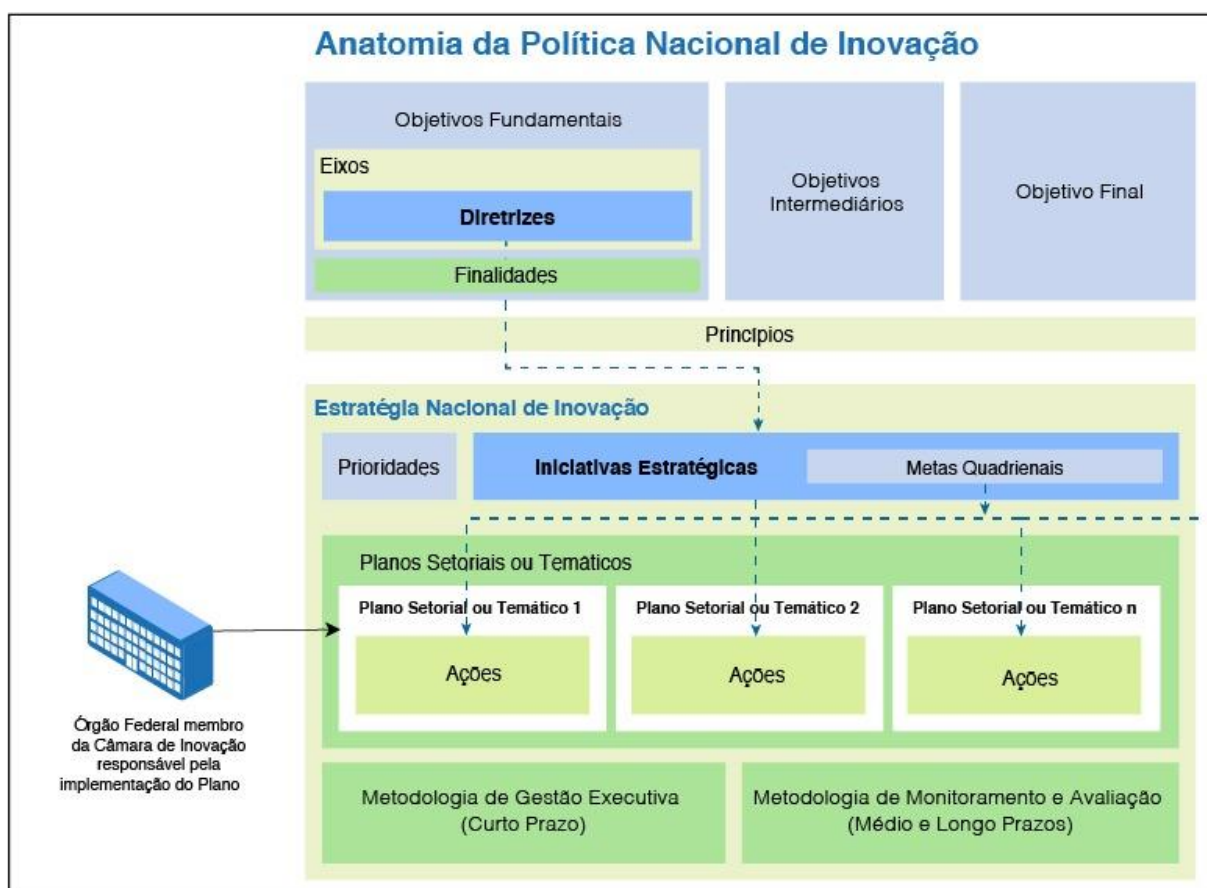 Anatomia da Política Nacional de Inovação
Objetivos Fundamentais
Eixos
Diretrizes
Finalidades
Objetivos
Intermediários
Objetivo Final
Princípios
Estratégia Nacional de Inovação
Prioridades
Iniciativas Estratégicas
Metas Quadrienais
Planos Setoriais ou Temáticos
Plano Setorial ou Temático 1
Ações
Plano Setorial ou Temático 2
Ações
Plano Setorial ou Temático n
Ações
Órgão Federal membro
da Câmara de Inovação
responsável pela
implementação do Plano
Metodologia de Gestão Executiva
(Curto Prazo)
Metodologia de Monitoramento e Avaliação
(Médio e Longo Prazos)